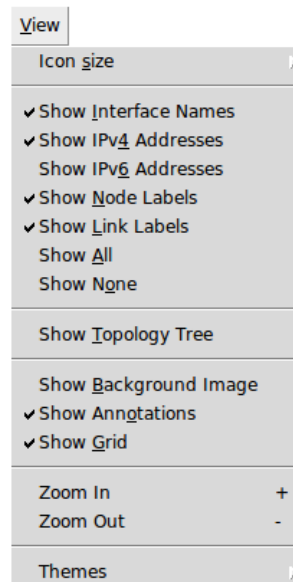 View
Icon size
Show Interface Names
Show IPv4 Addresses
Show IPv6 Addresses
Show Node Labels
Show Link Labels
Show All
Show None
Show Topology Tree
Show Background Image
Show Annotations
Show Grid
Zoom In +
Zoom Out -
Themes